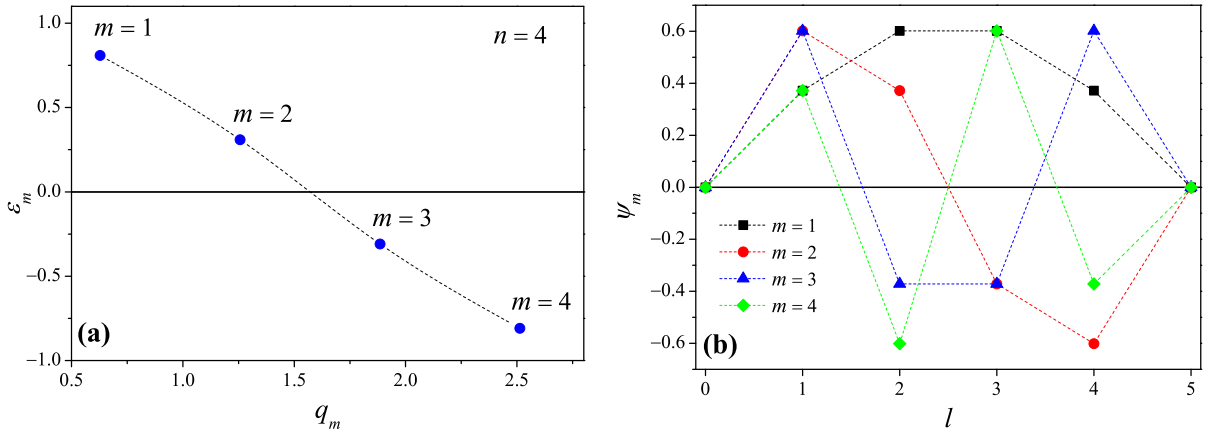 1.0
0.5
0.0
−0.5
−1.0
ε_m
m = 1
m = 2
m = 3
m = 4
n = 4
(a)
0.5 1.0 1.5 2.0 2.5
q_m
0.6
0.4
0.2
0.0
−0.2
−0.4
−0.6
ψ_m
m = 1
m = 2
m = 3
m = 4
(b)
0 1 2 3 4 5
l